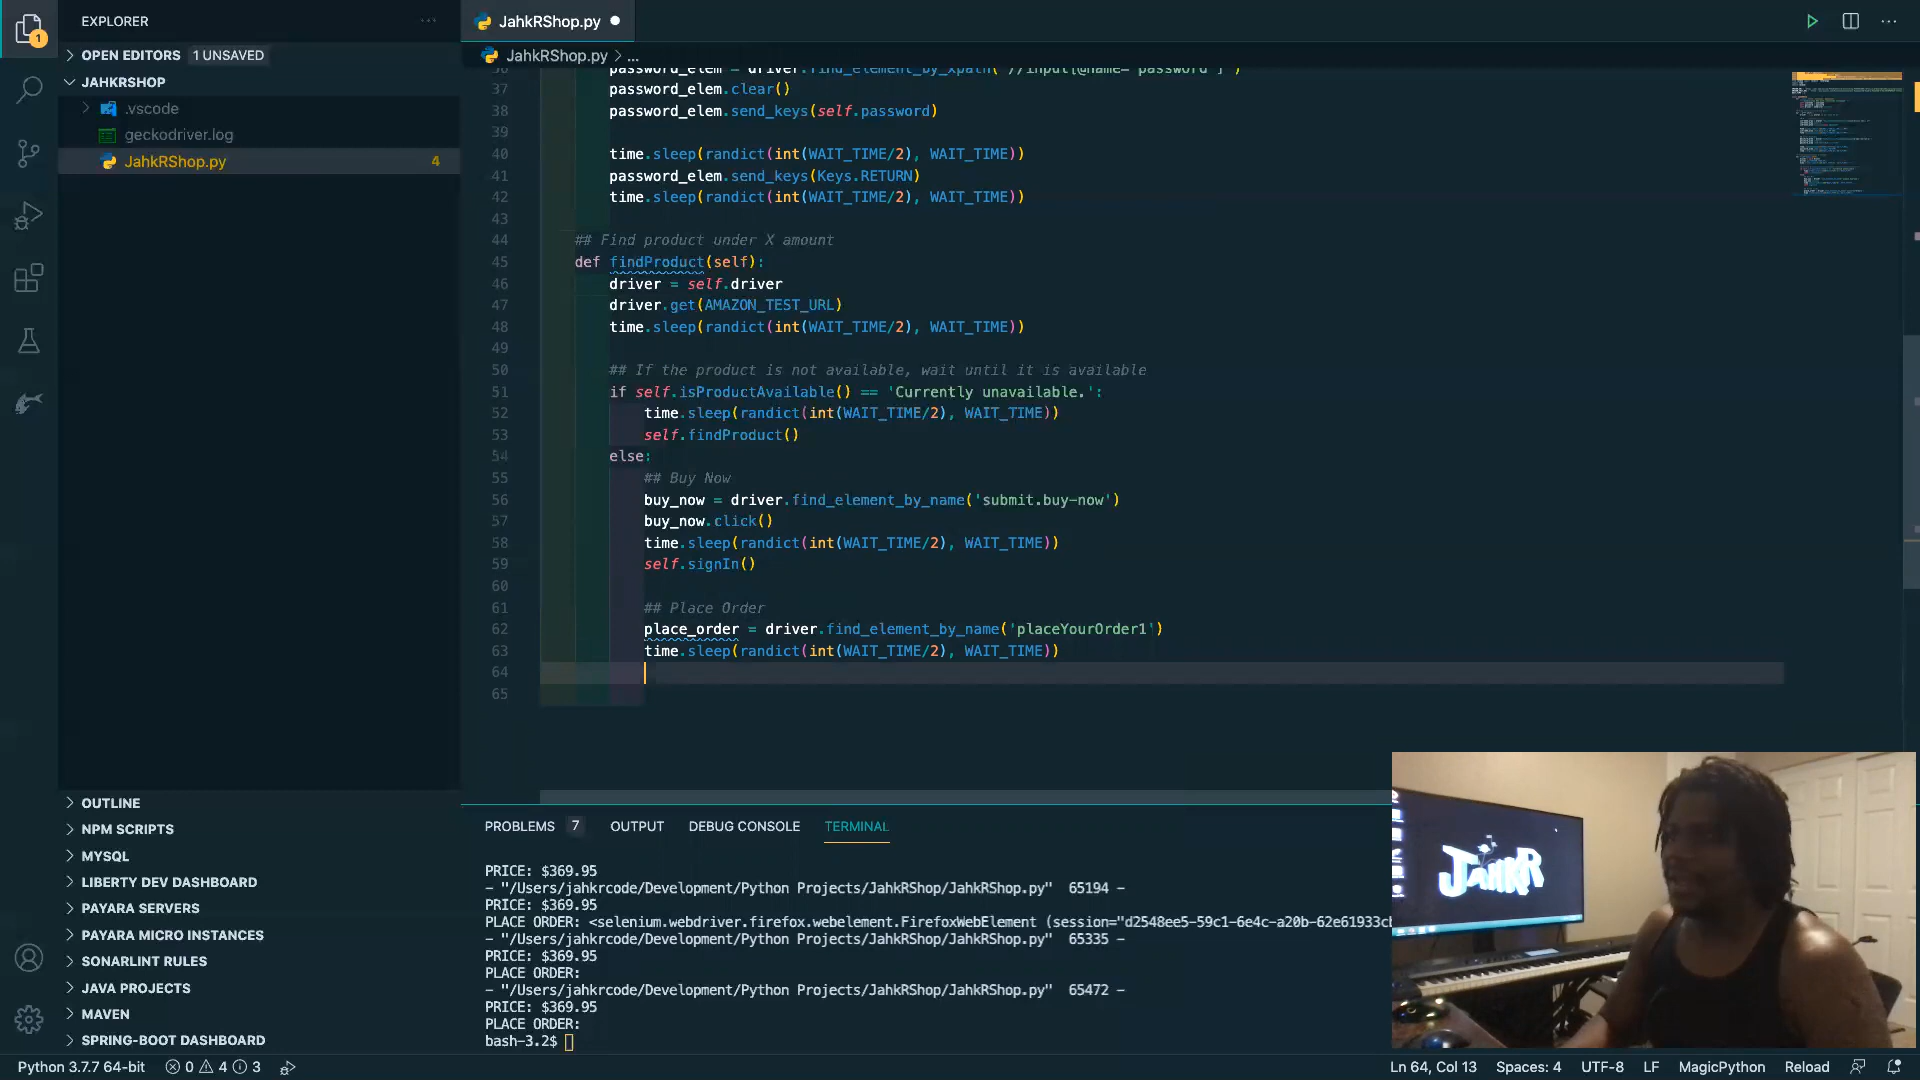 EXPLORER
OPEN EDITORS 1 UNSAVED
JAHKRSHOP
.vscode
geckodriver.log
JahkRShop.py 4
OUTLINE
NPM SCRIPTS
MYSQL
LIBERTY DEV DASHBOARD
PAYARA SERVERS
PAYARA MICRO INSTANCES
SONARLINT RULES
JAVA PROJECTS
MAVEN
SPRING-BOOT DASHBOARD
1
JahkRShop.py
JahkRShop.py > ...
36 password_elem = driver.find_element_by_xpath("//input[@name='password']")
37 password_elem.clear()
38 password_elem.send_keys(self.password)
39
40 time.sleep(randict(int(WAIT_TIME/2), WAIT_TIME))
41 password_elem.send_keys(Keys.RETURN)
42 time.sleep(randict(int(WAIT_TIME/2), WAIT_TIME))
43
44 ## Find product under X amount
45 def findProduct(self):
46 driver = self.driver
47 driver.get(AMAZON_TEST_URL)
48 time.sleep(randict(int(WAIT_TIME/2), WAIT_TIME))
49
50 ## If the product is not available, wait until it is available
51 if self.isProductAvailable() == 'Currently unavailable.':
52 time.sleep(randict(int(WAIT_TIME/2), WAIT_TIME))
53 self.findProduct()
54 else:
55 ## Buy Now
56 buy_now = driver.find_element_by_name('submit.buy-now')
57 buy_now.click()
58 time.sleep(randict(int(WAIT_TIME/2), WAIT_TIME))
59 self.signIn()
60
61 ## Place Order
62 place_order = driver.find_element_by_name('placeYourOrder1')
63 time.sleep(randict(int(WAIT_TIME/2), WAIT_TIME))
64
65
PROBLEMS 7 OUTPUT DEBUG CONSOLE TERMINAL
PRICE: $369.95
- "/Users/jahkrcode/Development/Python Projects/JahkRShop/JahkRShop.py" 65194 -
PRICE: $369.95
PLACE ORDER: <selenium.webdriver.firefox.webelement.FirefoxWebElement (session="d2548ee5-59c1-6e4c-a20b-62e61933c
- "/Users/jahkrcode/Development/Python Projects/JahkRShop/JahkRShop.py" 65335 -
PRICE: $369.95
PLACE ORDER:
- "/Users/jahkrcode/Development/Python Projects/JahkRShop/JahkRShop.py" 65472 -
PRICE: $369.95
PLACE ORDER:
bash-3.2$
JAHKR
Python 3.7.7 64-bit 0 4 3 Ln 64, Col 13 Spaces: 4 UTF-8 LF MagicPython Reload